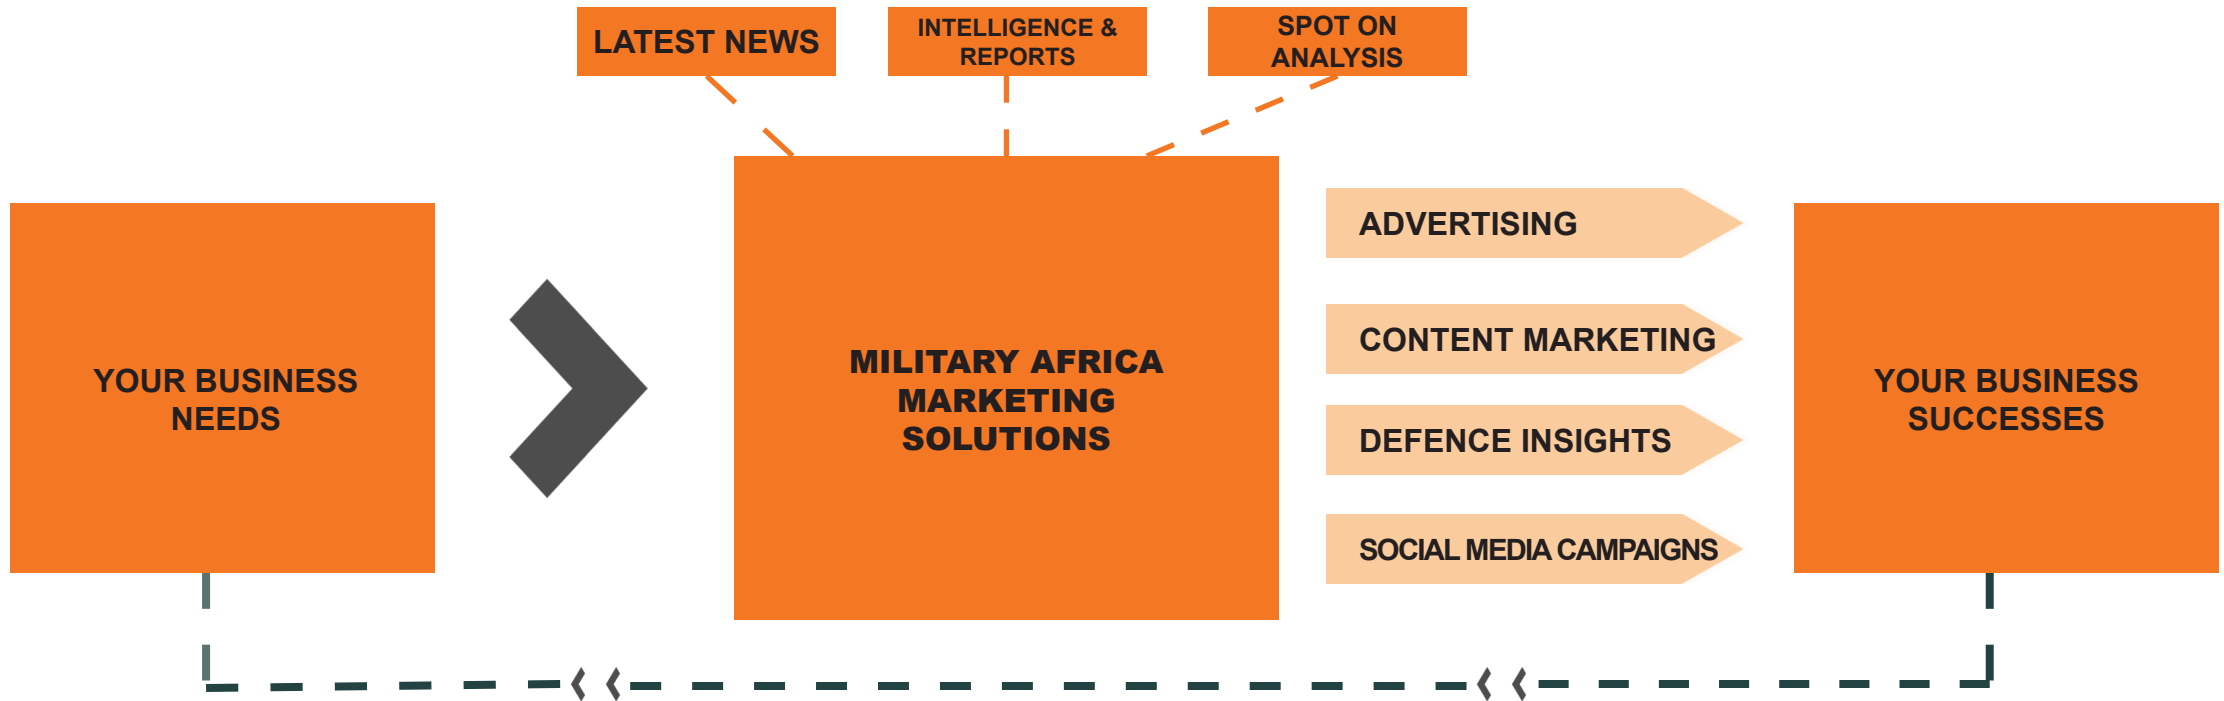 LATEST NEWS
INTELLIGENCE &
REPORTS
SPOT ON
ANALYSIS
YOUR BUSINESS
NEEDS
MILITARY AFRICA
MARKETING
SOLUTIONS
ADVERTISING
CONTENT MARKETING
DEFENCE INSIGHTS
SOCIAL MEDIA CAMPAIGNS
YOUR BUSINESS
SUCCESSES